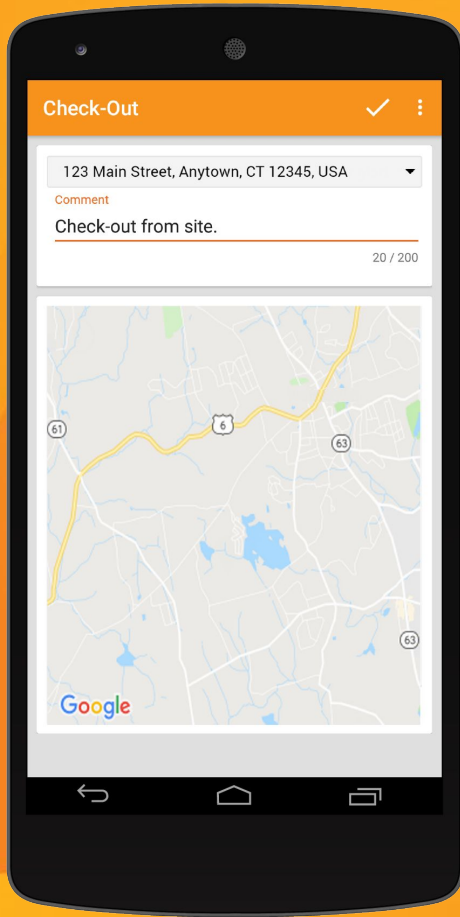 Check-Out
123 Main Street, Anytown, CT 12345, USA
Comment
Check-out from site.
20 / 200
61
6
63
63
Google